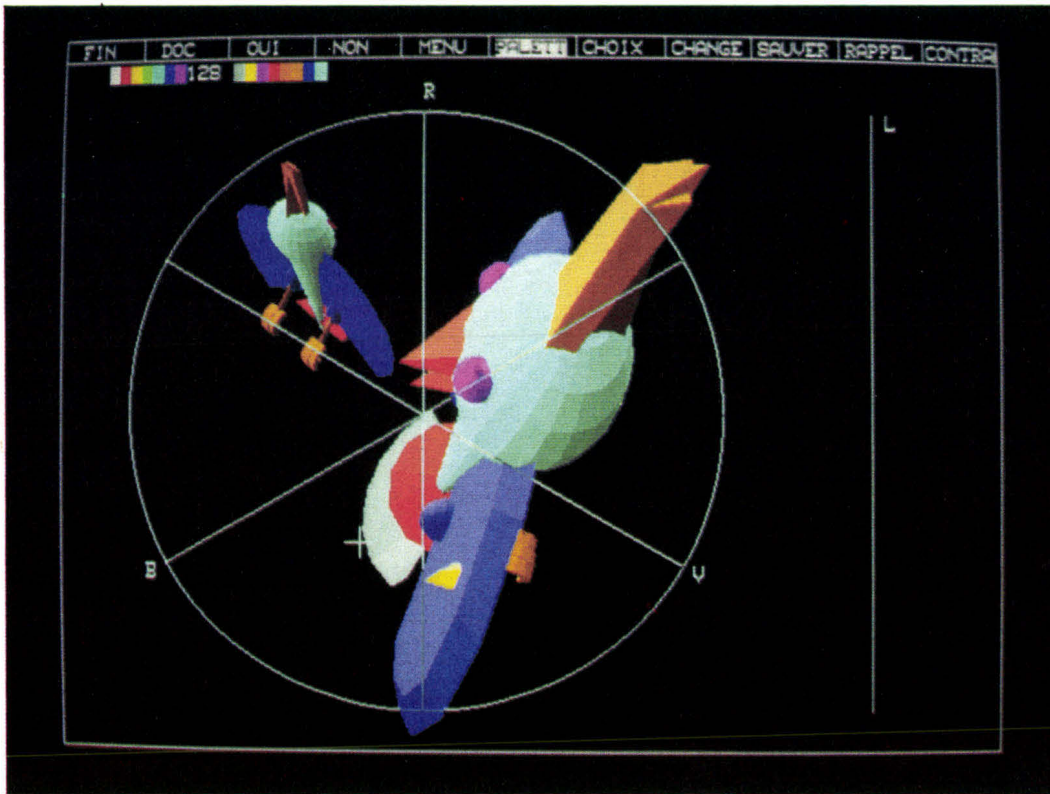 FIN DOC OUI NON MENU PALETT CHOIX CHANGE SAUVER RAPPEL CONTRA
128
R
L
B
V